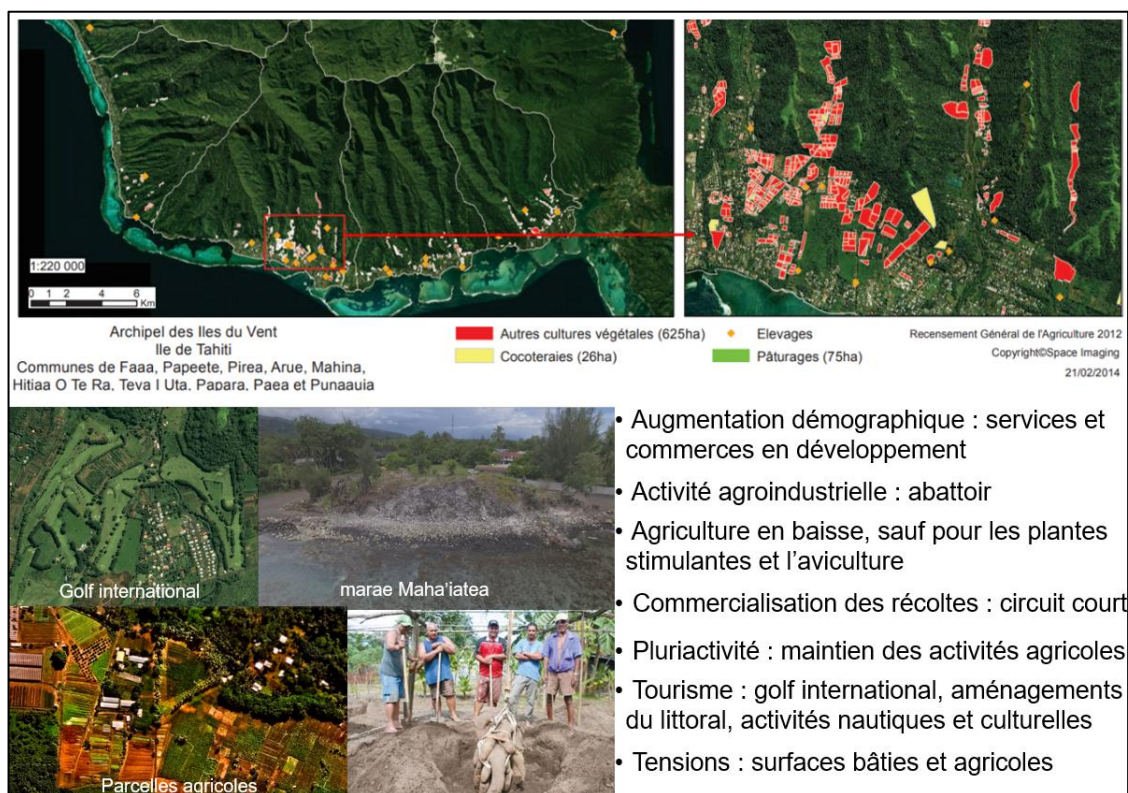 1:220 000
0 1 2 4 6
Km
Archipel des Iles du Vent
Ile de Tahiti
Communes de Faaa, Papeete, Pirea, Arue, Mahina,
Hitiaa O Te Ra, Teva I Uta, Papara, Paea et Punaauia
Autres cultures végétales (625ha)
Cocoteraies (26ha)
Elevages
Pâturages (75ha)
Recensement Général de l'Agriculture 2012
Copyright©Space Imaging
21/02/2014
Golf international
marae Maha'iatea
Parcelles agricoles
• Augmentation démographique : services et
commerces en développement
• Activité agroindustrielle : abattoir
• Agriculture en baisse, sauf pour les plantes
stimulantes et l'aviculture
• Commercialisation des récoltes : circuit court
• Pluriactivité : maintien des activités agricoles
• Tourisme : golf international, aménagements
du littoral, activités nautiques et culturelles
• Tensions : surfaces bâties et agricoles